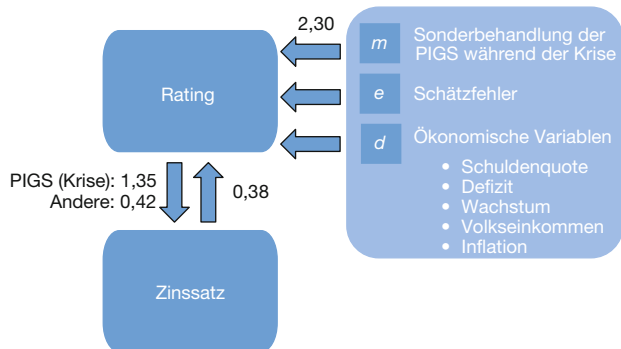 2,30
Rating
m Sonderbehandlung der
PIGS während der Krise
e Schätzfehler
d Ökonomische Variablen
• Schuldenquote
• Defizit
• Wachstum
• Volkseinkommen
• Inflation
PIGS (Krise): 1,35
Andere: 0,42
0,38
Zinssatz